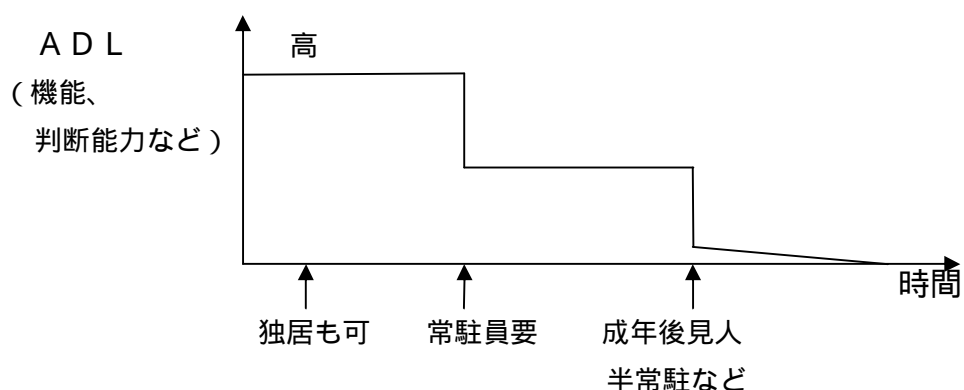 ＡＤＬ
高
（機能、
判断能力など）
時間
独居も可
常駐員要
成年後見人
半常駐など